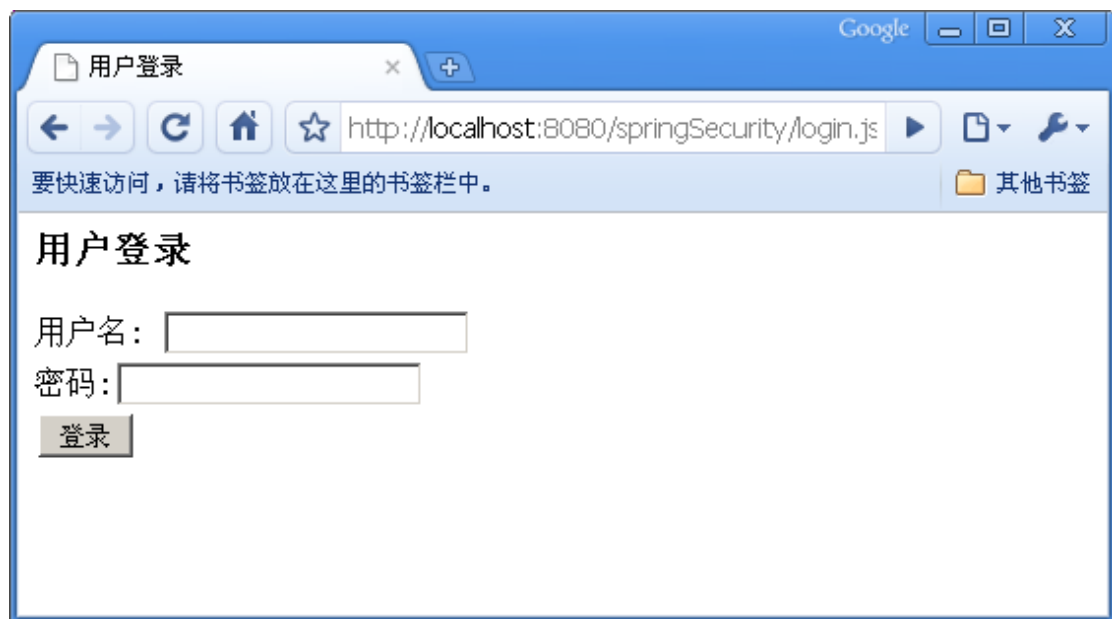 Google
用户登录
http://localhost:8080/springSecurity/login.js
要快速访问，请将书签放在这里的书签栏中。
其他书签
用户登录
用户名：
密码:
登录